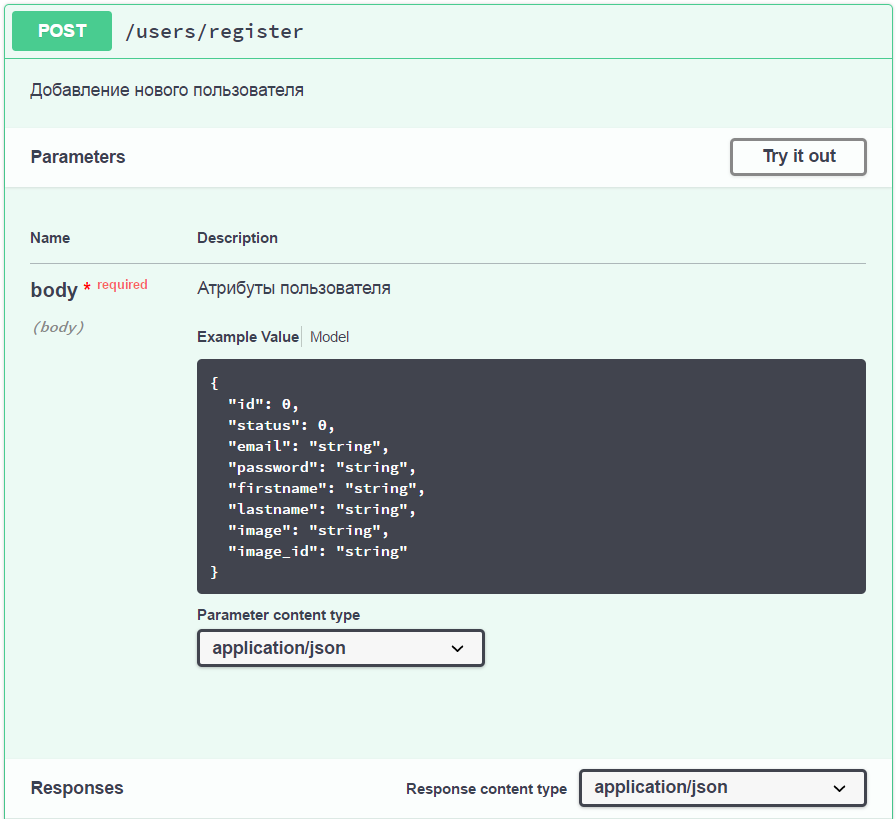 POST /users/register
Добавление нового пользователя
Parameters Try it out
Name Description
body * required Атрибуты пользователя
(body)
Example Value Model
{
"id": 0,
"status": 0,
"email": "string",
"password": "string",
"firstname": "string",
"lastname": "string",
"image": "string",
"image_id": "string"
}
Parameter content type
application/json
Responses Response content type application/json